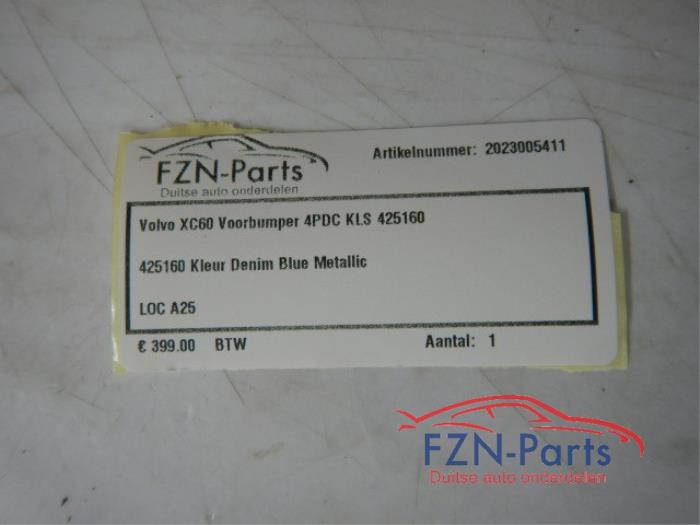 FZN-Parts
Duitse auto onderdelen
Artikelnummer: 2023005411
Volvo XC60 Voorbumper 4PDC KLS 425160
425160 Kleur Denim Blue Metallic
LOC A25
€ 399.00 BTW
Aantal: 1
FZN-Parts
Duitse auto onderdelen